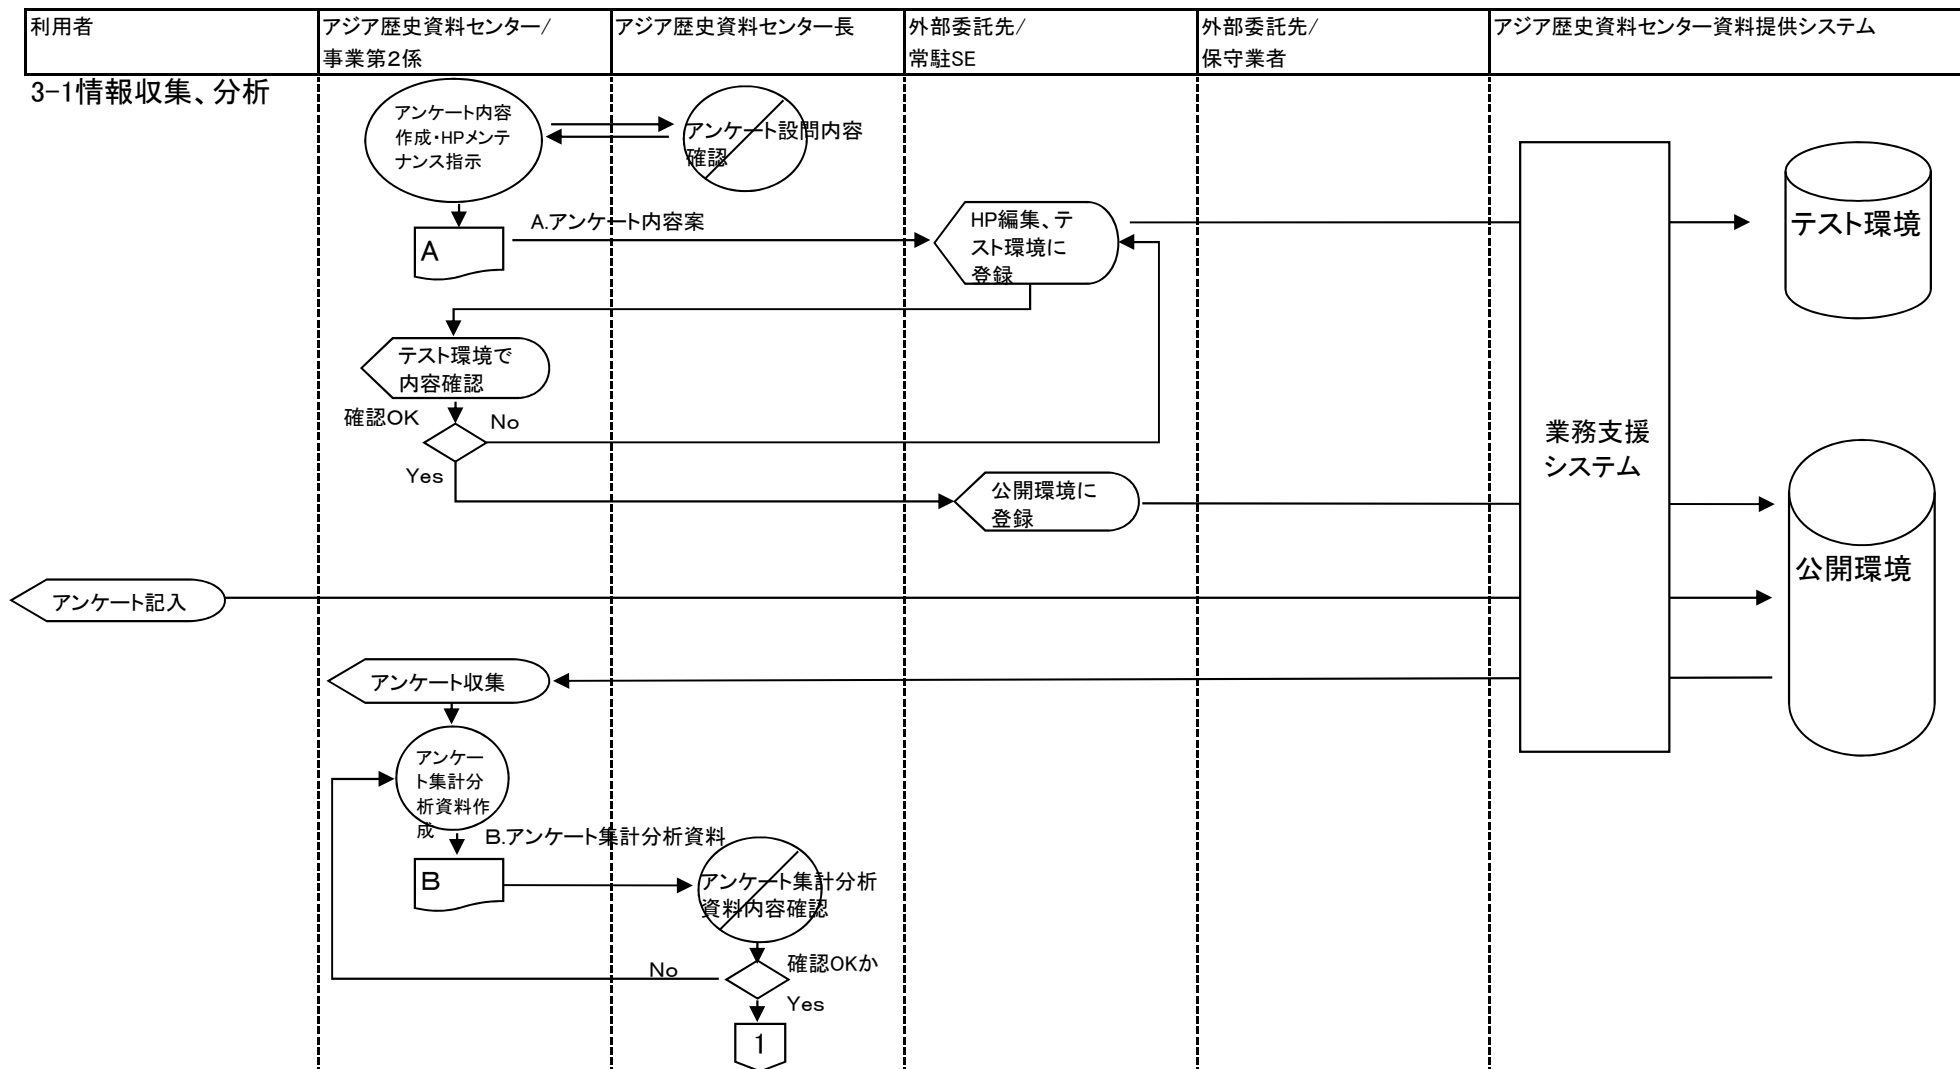 利用者
アジア歴史資料センター/
事業第2係
アジア歴史資料センター長
外部委託先/
常駐SE
外部委託先/
保守業者
アジア歴史資料センター資料提供システム
3-1情報収集、分析
アンケート内容
作成・HPメンテ
ナンス指示
アンケート設問内容
確認
A
A.アンケート内容案
HP編集、テ
スト環境に
登録
テスト環境
テスト環境で
内容確認
確認OK
No
Yes
公開環境に
登録
業務支援
システム
公開環境
アンケート記入
アンケート収集
アンケー
ト集計分
析資料作
成
B.アンケート集計分析資料
B
アンケート集計分析
資料内容確認
No
確認OKか
Yes
1